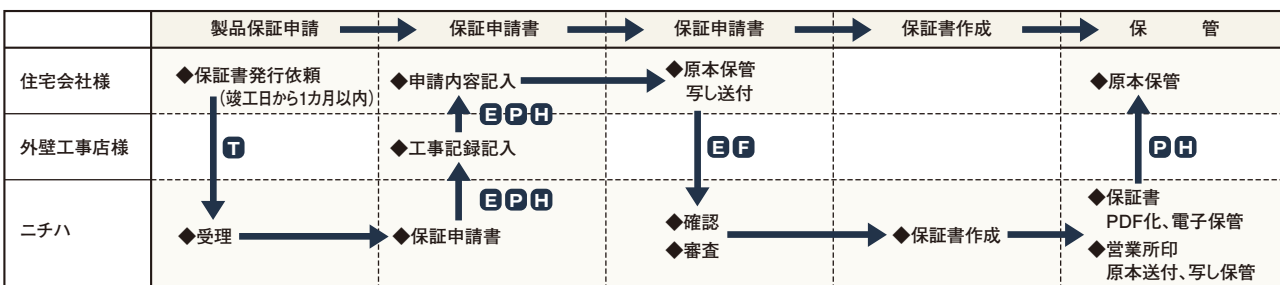 製品保証申請 保証申請書 保証申請書 保証書作成 保管
住宅会社様
◆保証書発行依頼
(竣工日から1カ月以内)
◆申請内容記入
◆原本保管
写し送付
◆原本保管
E P H
外壁工事店様
T
◆工事記録記入
E F
P H
E P H
ニチハ
◆受理
◆保証申請書
◆確認
◆審査
◆保証書作成
◆保証書
PDF化、電子保管
◆営業所印
原本送付、写し保管